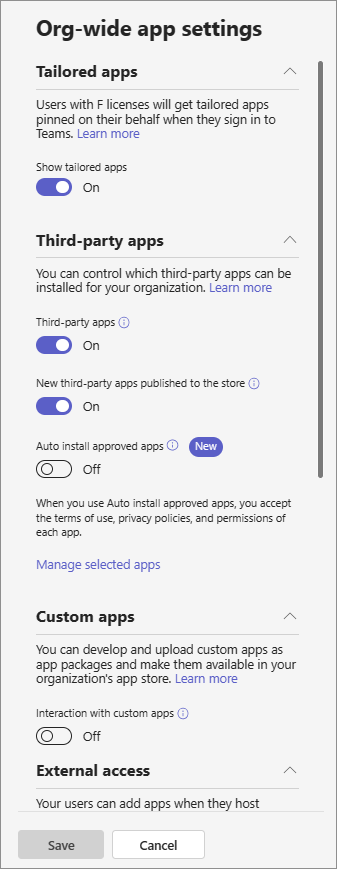 Org-wide app settings
Tailored apps
Users with F licenses will get tailored apps
pinned on their behalf when they sign in to
Teams. Learn more
Show tailored apps
On
Third-party apps
You can control which third-party apps can be
installed for your organization. Learn more
Third-party apps
On
New third-party apps published to the store
On
Auto install approved apps New
Off
When you use Auto install approved apps, you accept
the terms of use, privacy policies, and permissions of
each app.
Manage selected apps
Custom apps
You can develop and upload custom apps as
app packages and make them available in your
organization's app store. Learn more
Interaction with custom apps
Off
External access
Your users can add apps when they host
Save Cancel